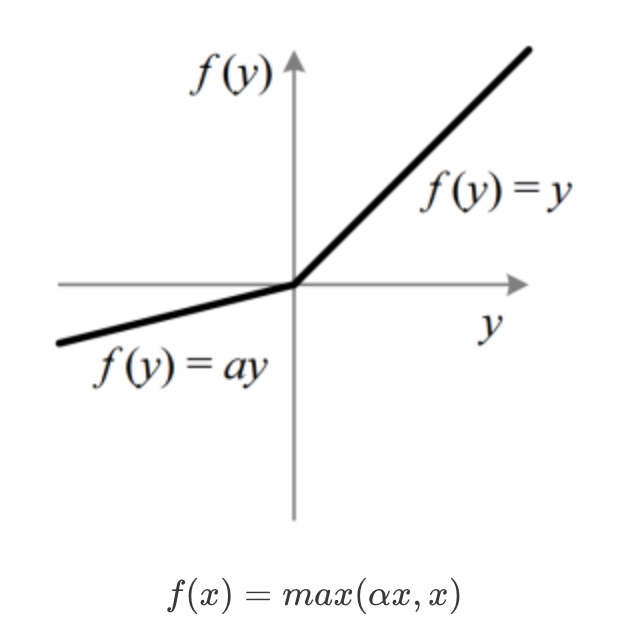 f(y)
f(y) = y
y
f(y) = ay
f(x) = max(αx, x)